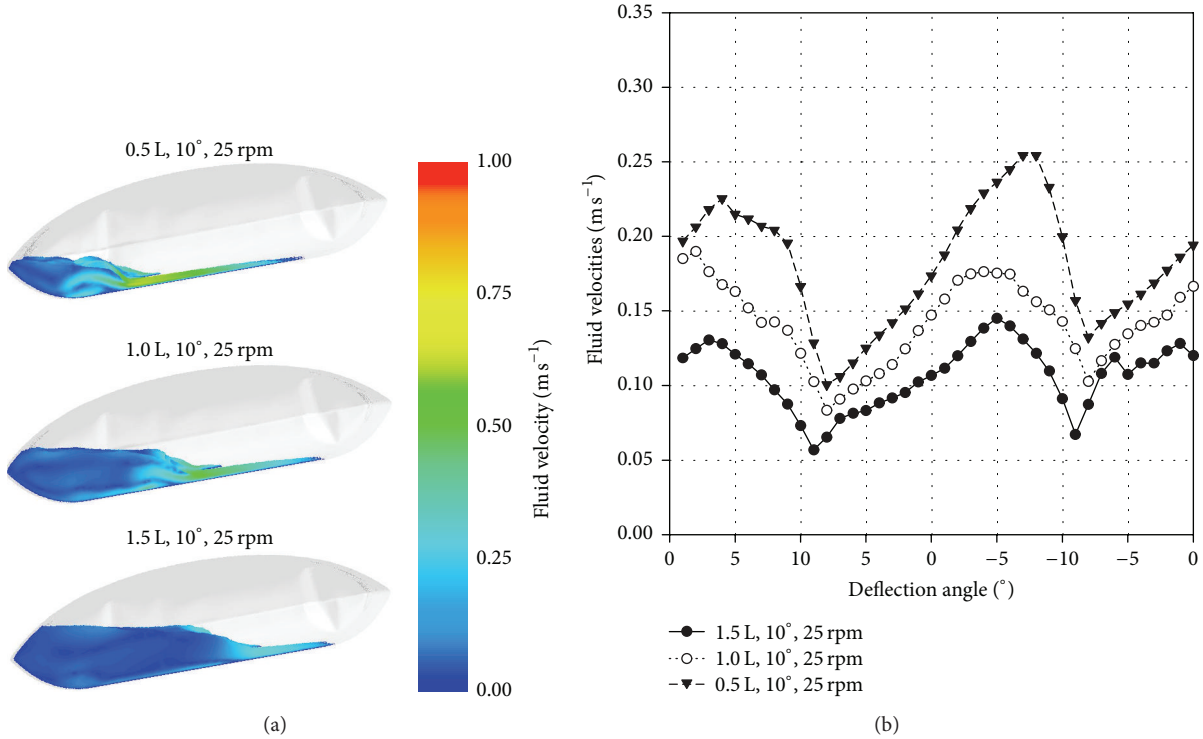 0.5 L, 10°, 25 rpm
1.0 L, 10°, 25 rpm
1.5 L, 10°, 25 rpm
1.00
0.75
0.50
0.25
0.00
Fluid velocity (m s⁻¹)
(a)
0.35
0.30
0.25
0.20
0.15
0.10
0.05
0.00
Fluid velocities (m s⁻¹)
0 5 10 5 0 −5 −10 −5 0
Deflection angle (°)
1.5 L, 10°, 25 rpm
1.0 L, 10°, 25 rpm
0.5 L, 10°, 25 rpm
(b)